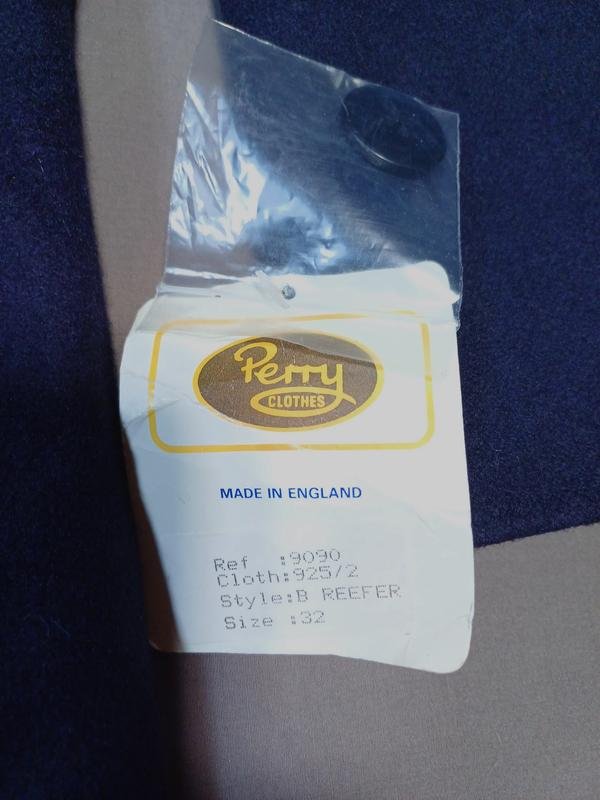 Perry
CLOTHES
MADE IN ENGLAND
Ref :9090
Cloth:925/2
Style:B REEFER
Size :32